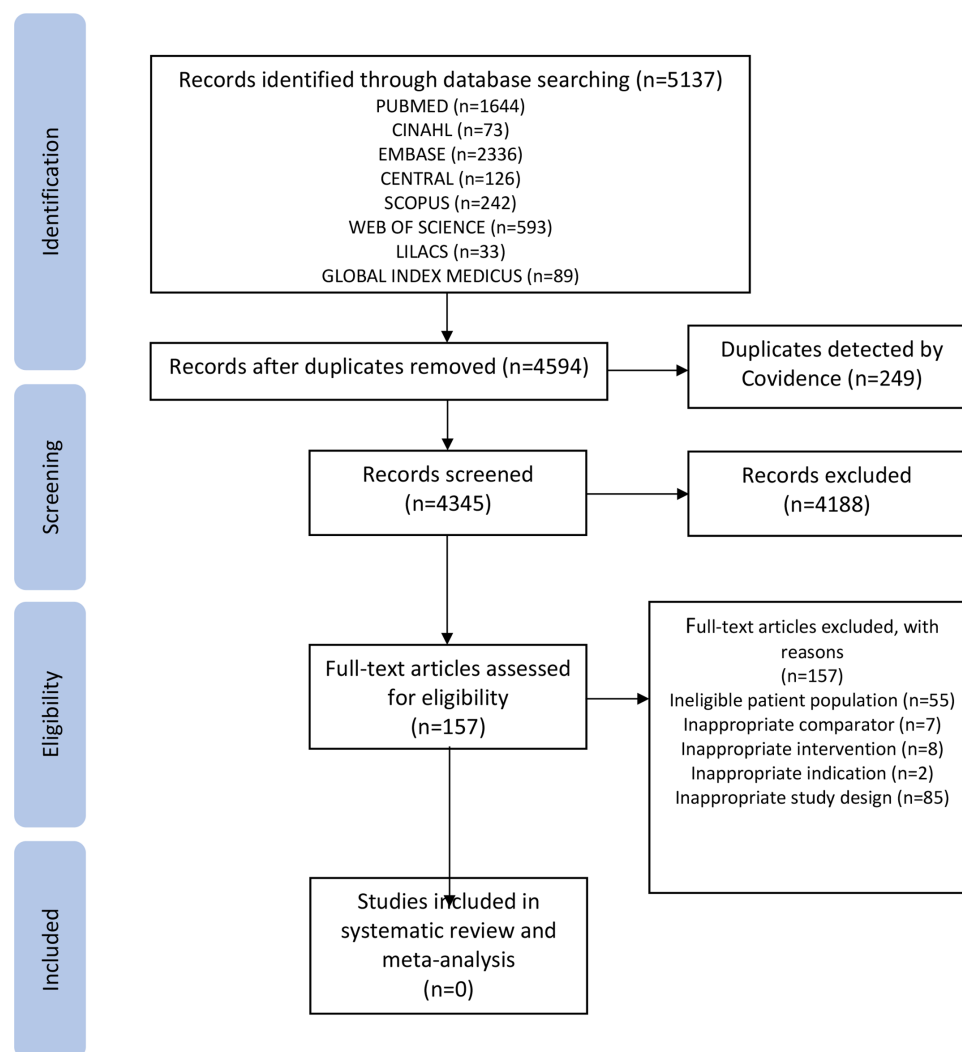 Identification
Records identified through database searching (n=5137)
PUBMED (n=1644)
CINAHL (n=73)
EMBASE (n=2336)
CENTRAL (n=126)
SCOPUS (n=242)
WEB OF SCIENCE (n=593)
LILACS (n=33)
GLOBAL INDEX MEDICUS (n=89)
Records after duplicates removed (n=4594)
Duplicates detected by
Covidence (n=249)
Screening
Records screened
(n=4345)
Records excluded
(n=4188)
Eligibility
Full-text articles assessed
for eligibility
(n=157)
Full-text articles excluded, with
reasons
(n=157)
Ineligible patient population (n=55)
Inappropriate comparator (n=7)
Inappropriate intervention (n=8)
Inappropriate indication (n=2)
Inappropriate study design (n=85)
Included
Studies included in
systematic review and
meta-analysis
(n=0)